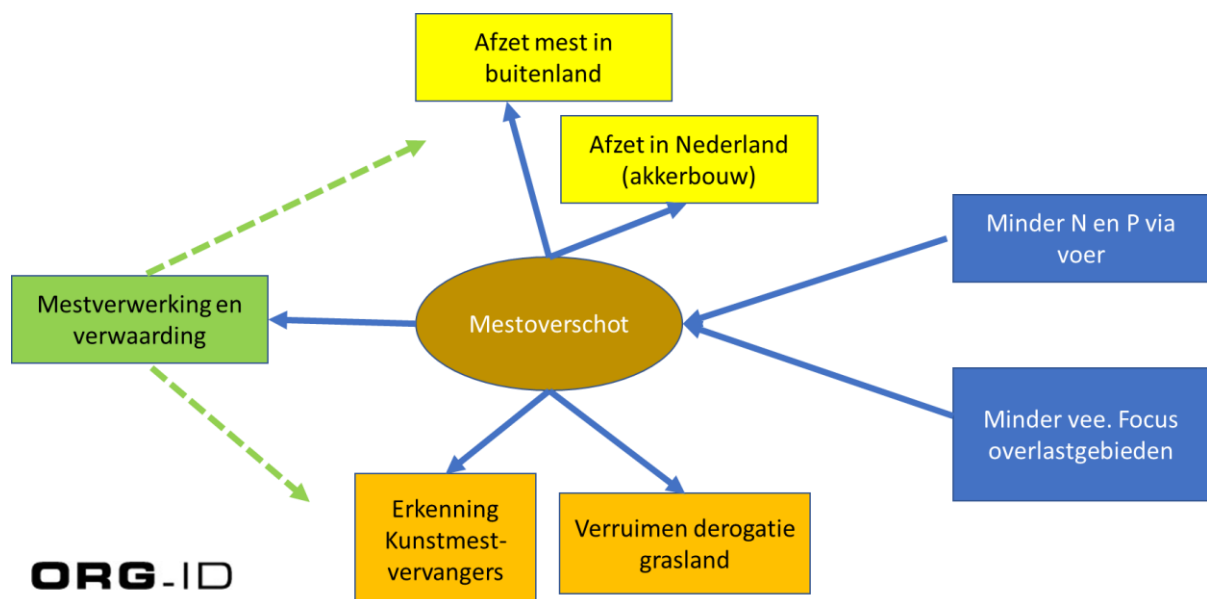 Afzet mest in
buitenland
Afzet in Nederland
(akkerbouw)
Minder N en P via
voer
Mestverwerking en
verwaarding
Mestoverschot
Minder vee. Focus
overlastgebieden
Erkenning
Kunstmest-
vervangers
Verruimen derogatie
grasland
ORG-ID